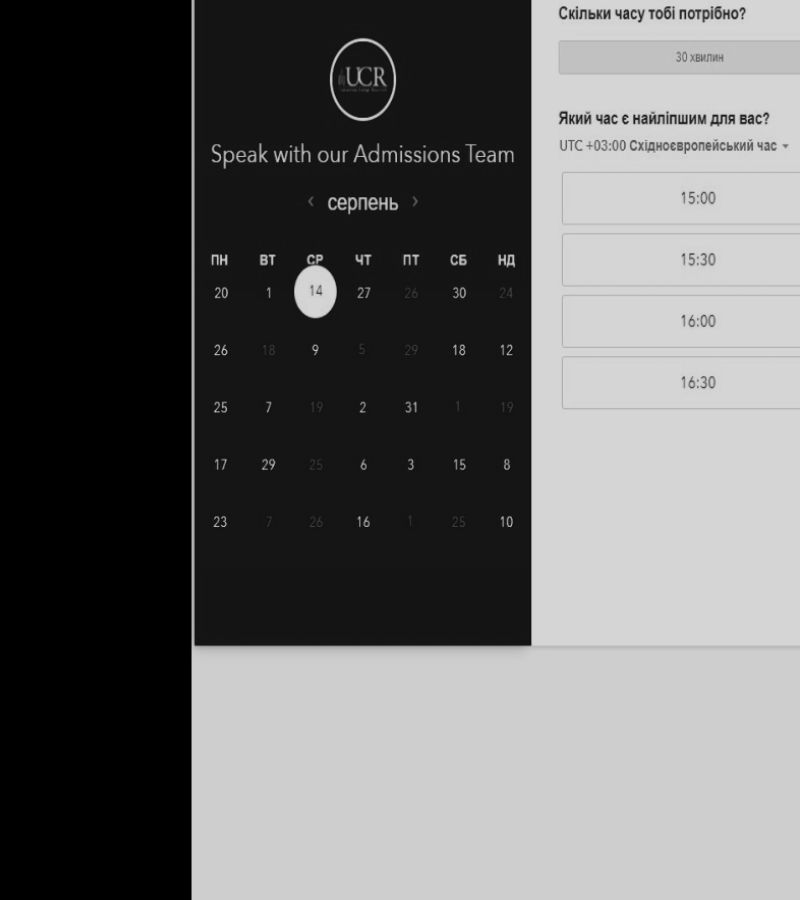 UCR
Speak with our Admissions Team
‹ серпень ›
ПН ВТ СР ЧТ ПТ СБ НД
20 1 14 27 26 30 24
26 18 9 5 29 18 12
25 7 19 2 31 1 19
17 29 25 6 3 15 8
23 7 26 16 1 25 10
Скільки часу тобі потрібно?
30 хвилин
Який час є найліпшим для вас?
UTC +03:00 Східноєвропейський час
15:00
15:30
16:00
16:30